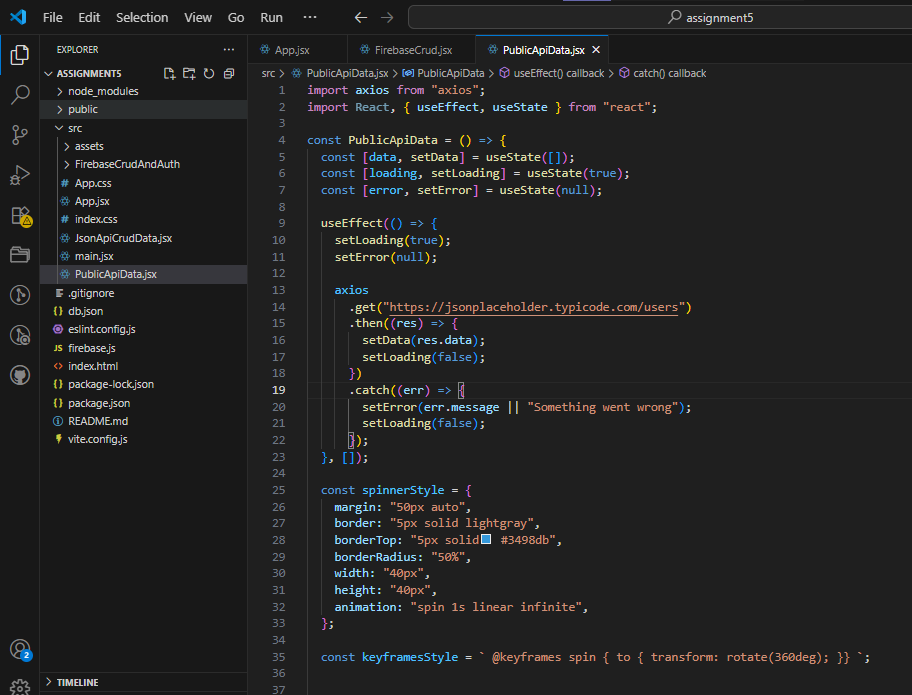 File Edit Selection View Go Run ··· ← → assignment5
EXPLORER ···
ASSIGNMENT5
node_modules
public
src
assets
FirebaseCrudAndAuth
# App.css
App.jsx
# index.css
JsonApiCrudData.jsx
main.jsx
PublicApiData.jsx
.gitignore
{} db.json
eslint.config.js
JS firebase.js
<> index.html
{} package-lock.json
{} package.json
README.md
vite.config.js
TIMELINE
2
App.jsx FirebaseCrud.jsx PublicApiData.jsx ×
src > PublicApiData.jsx > PublicApiData > useEffect() callback > catch() callback
1 import axios from "axios";
2 import React, { useEffect, useState } from "react";
3
4 const PublicApiData = () => {
5 const [data, setData] = useState([]);
6 const [loading, setLoading] = useState(true);
7 const [error, setError] = useState(null);
8
9 useEffect(() => {
10 setLoading(true);
11 setError(null);
12
13 axios
14 .get("https://jsonplaceholder.typicode.com/users")
15 .then((res) => {
16 setData(res.data);
17 setLoading(false);
18 })
19 .catch((err) => {
20 setError(err.message || "Something went wrong");
21 setLoading(false);
22 });
23 }, []);
24
25 const spinnerStyle = {
26 margin: "50px auto",
27 border: "5px solid lightgray",
28 borderTop: "5px solid #3498db",
29 borderRadius: "50%",
30 width: "40px",
31 height: "40px",
32 animation: "spin 1s linear infinite",
33 };
34
35 const keyframesStyle = ` @keyframes spin { to { transform: rotate(360deg); }} `;
36
37